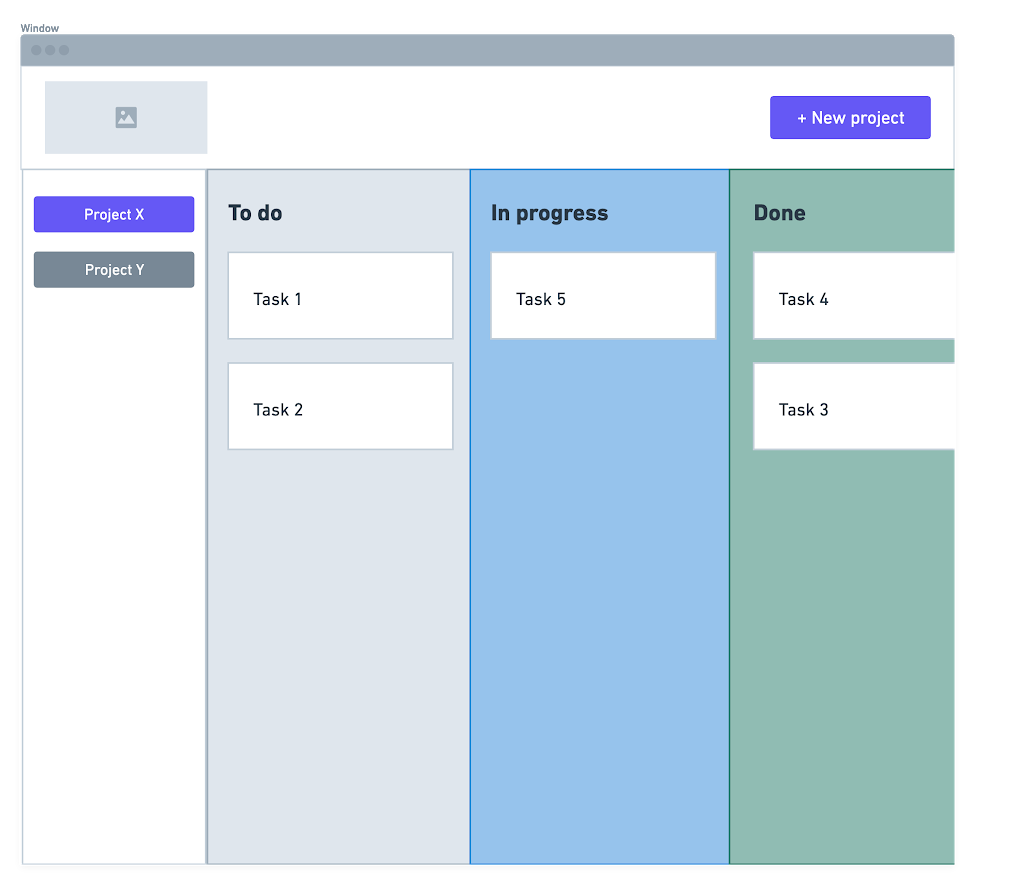 Window
+ New project
Project X
Project Y
To do
Task 1
Task 2
In progress
Task 5
Done
Task 4
Task 3